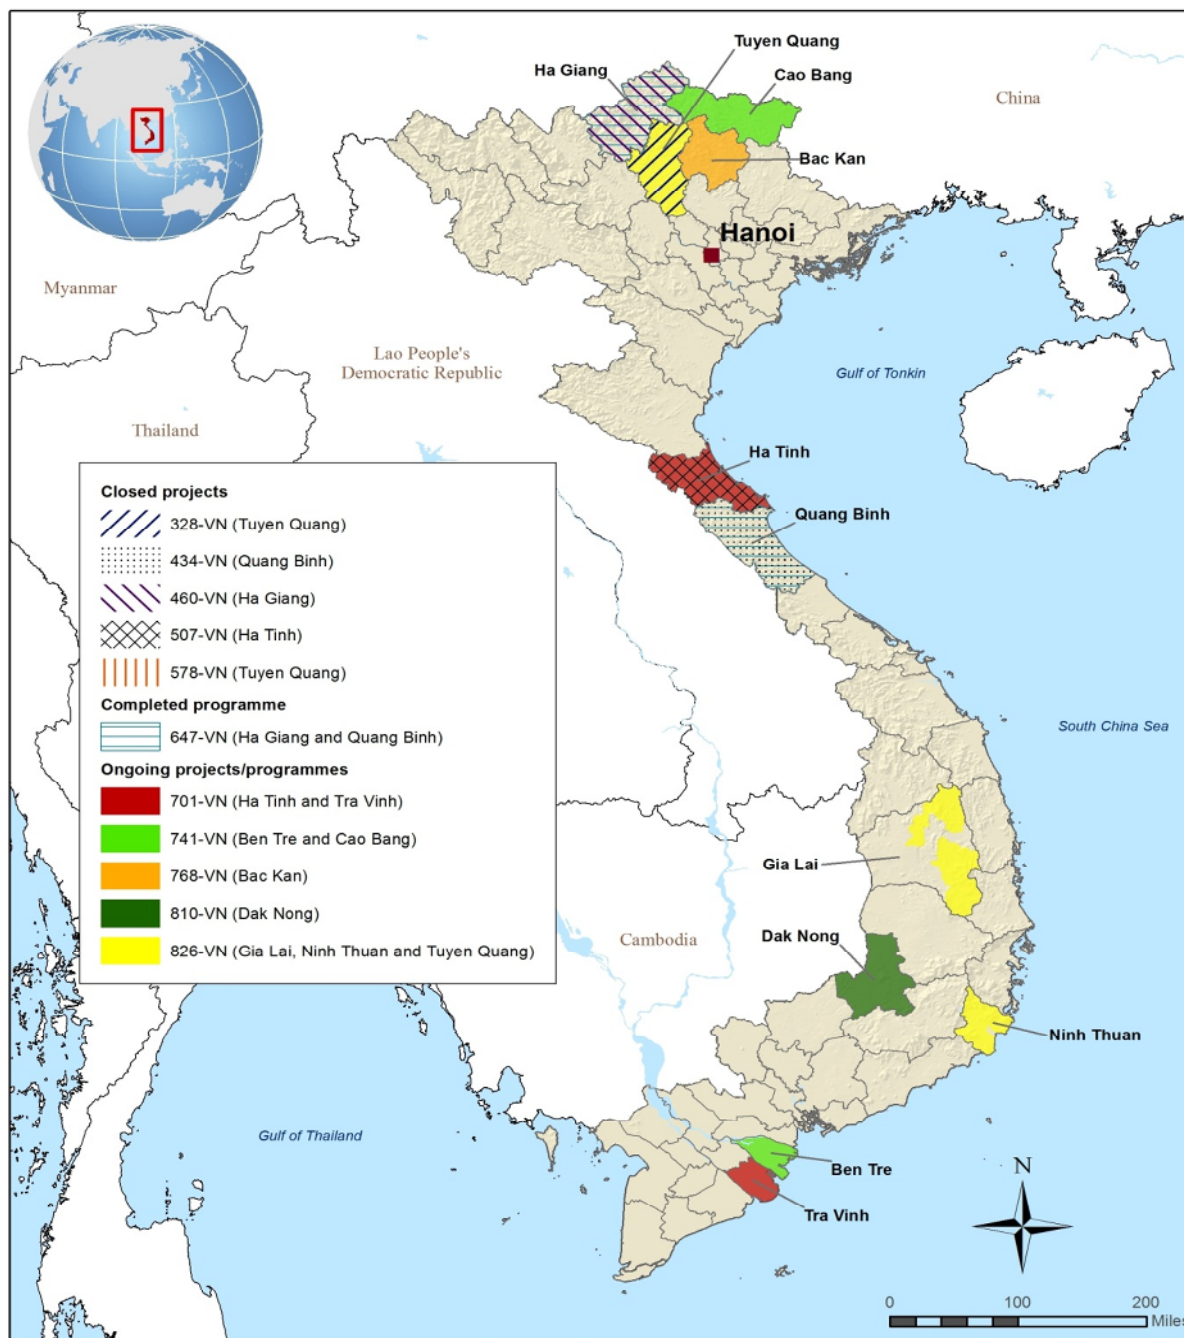 Tuyen Quang
Ha Giang
Cao Bang
China
Bac Kan
Hanoi
Myanmar
Lao People's
Democratic Republic
Gulf of Tonkin
Thailand
Ha Tinh
Quang Binh
Closed projects
328-VN (Tuyen Quang)
434-VN (Quang Binh)
460-VN (Ha Giang)
507-VN (Ha Tinh)
578-VN (Tuyen Quang)
Completed programme
647-VN (Ha Giang and Quang Binh)
Ongoing projects/programmes
701-VN (Ha Tinh and Tra Vinh)
741-VN (Ben Tre and Cao Bang)
768-VN (Bac Kan)
810-VN (Dak Nong)
826-VN (Gia Lai, Ninh Thuan and Tuyen Quang)
South China Sea
Gia Lai
Dak Nong
Cambodia
Ninh Thuan
Gulf of Thailand
Ben Tre
Tra Vinh
N
0 100 200
Miles